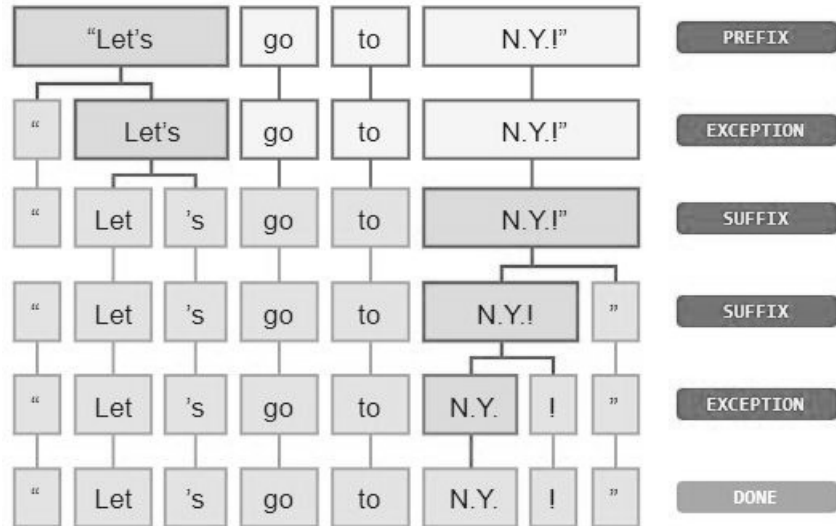 “Let’s go to N.Y.!” PREFIX
“ Let’s go to N.Y.!” EXCEPTION
“ Let ’s go to N.Y.!” SUFFIX
“ Let ’s go to N.Y.! ” SUFFIX
“ Let ’s go to N.Y. ! ” EXCEPTION
“ Let ’s go to N.Y. ! ” DONE